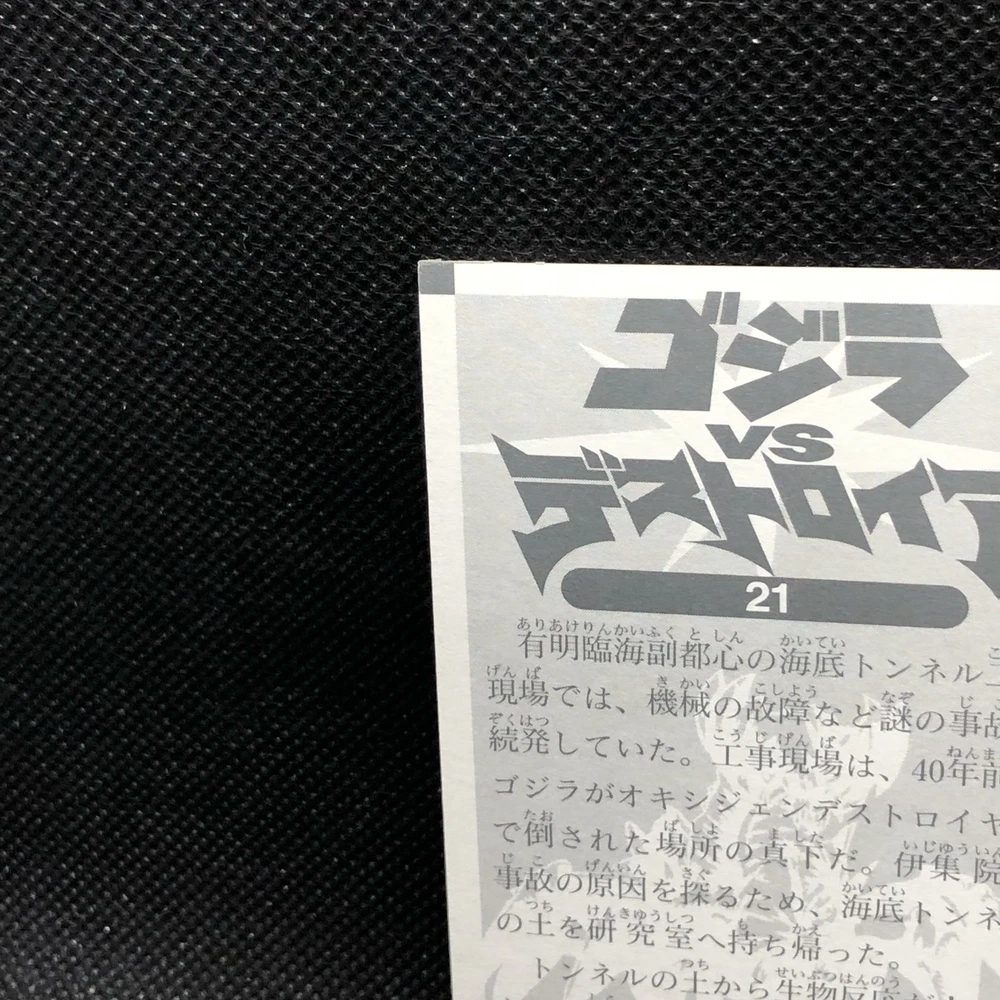 ゴジラ
VS
デストロイア
21
有明臨海副都心の海底トンネル工
現場では、機械の故障など謎の事故
続発していた。工事現場は、40年前
ゴジラがオキシジェンデストロイヤ
で倒された場所の真下だ。伊集院
事故の原因を探るため、海底トンネ
の土を研究室へ持ち帰った。
トンネルの土から生物反応